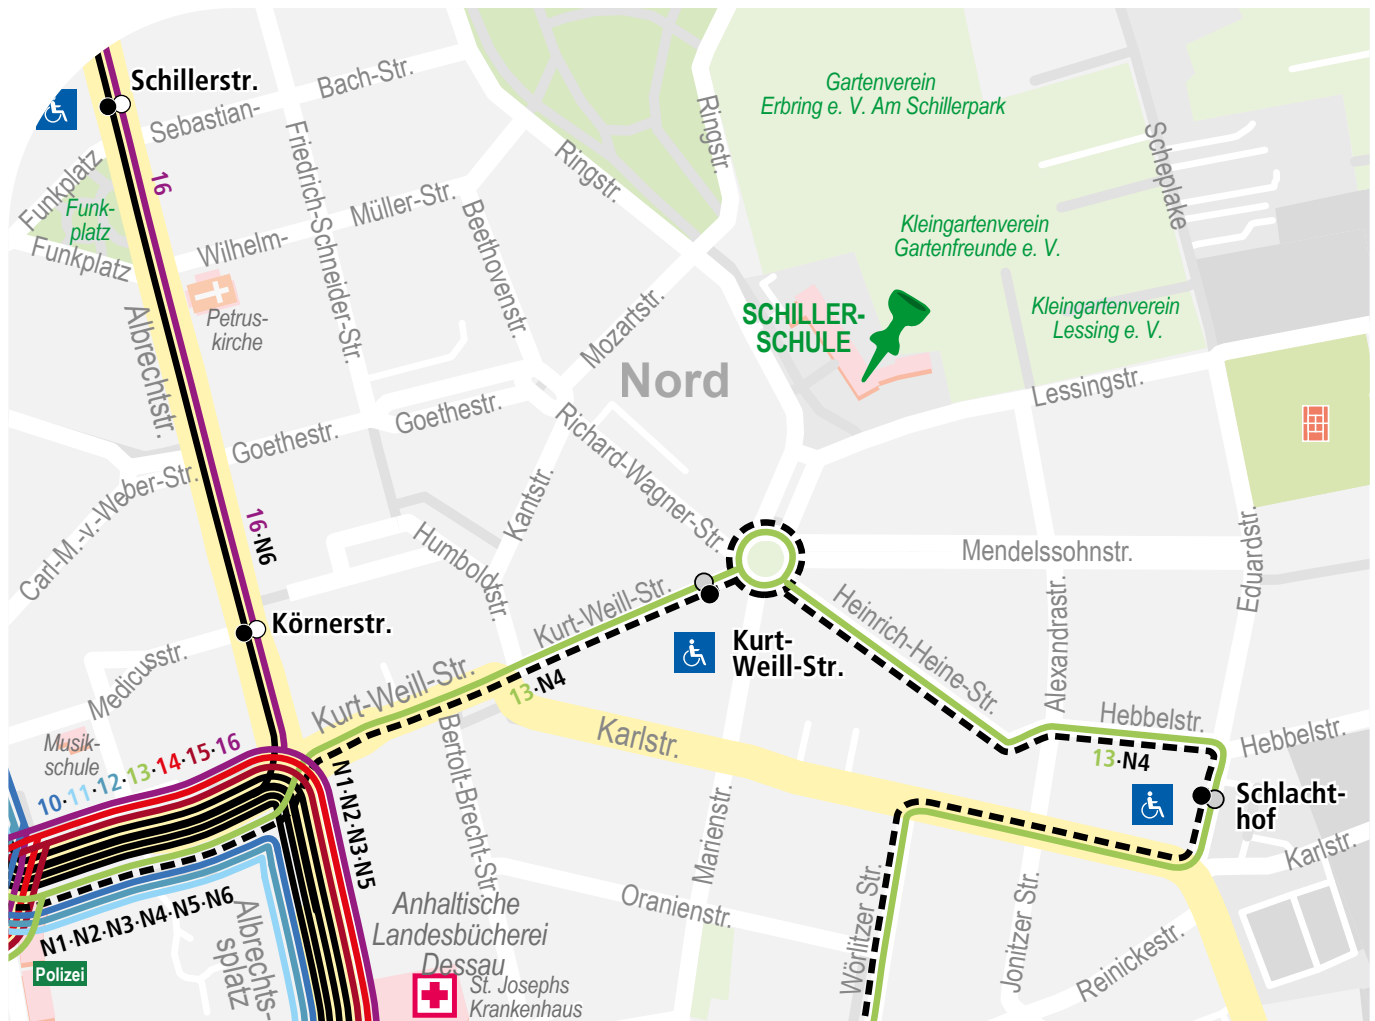 Schillerstr.
Sebastian-
Bach-Str.
Funkplatz
Funk-
platz
Funkplatz
16
Wilhelm-
Müller-Str.
Friedrich-Schneider-Str.
Beethovenstr.
Ringstr.
Ringstr.
Gartenverein
Erbring e. V. Am Schillerpark
Scheplake
Kleingartenverein
Gartenfreunde e. V.
Kleingartenverein
Lessing e. V.
SCHILLER-
SCHULE
Petrus-
kirche
Albrechtstr.
Mozartstr.
Nord
Lessingstr.
Goethestr.
Goethestr.
Richard-Wagner-Str.
Carl-M.-v.-Weber-Str.
Kantstr.
Humboldtstr.
16·N6
Mendelssohnstr.
Eduardstr.
Alexandrastr.
Heinrich-Heine-Str.
Körnerstr.
Kurt-Weill-Str.
Kurt-
Weill-Str.
Kurt-Weill-Str.
13·N4
Medicusstr.
Musik-
schule
Karlstr.
Hebbelstr.
Hebbelstr.
13·N4
Schlacht-
hof
Karlstr.
10·11·12·13·14·15·16
N1·N2·N3·N5
Bertolt-Brecht-Str.
Marienstr.
Oranienstr.
Wörlitzer Str.
Jonitzer Str.
Reinickestr.
N1·N2·N3·N4·N5·N6
Albrechts-
splatz
Polizei
Anhaltische
Landesbücherei
Dessau
St. Josephs
Krankenhaus